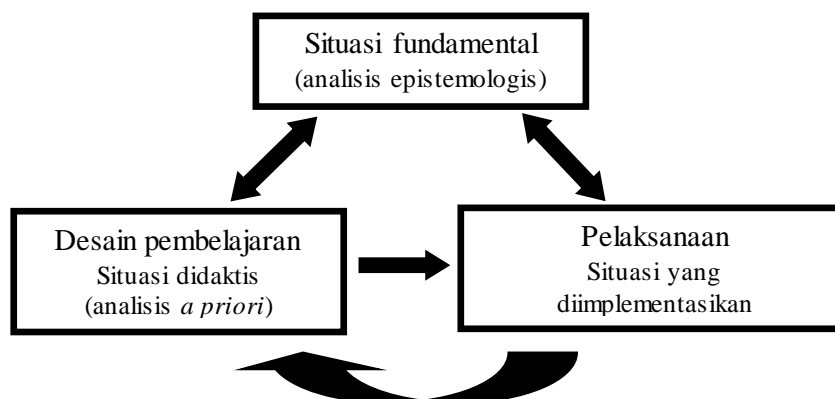 Situasi fundamental
(analisis epistemologis)
Desain pembelajaran
Situasi didaktis
(analisis a priori)
Pelaksanaan
Situasi yang
diimplementasikan